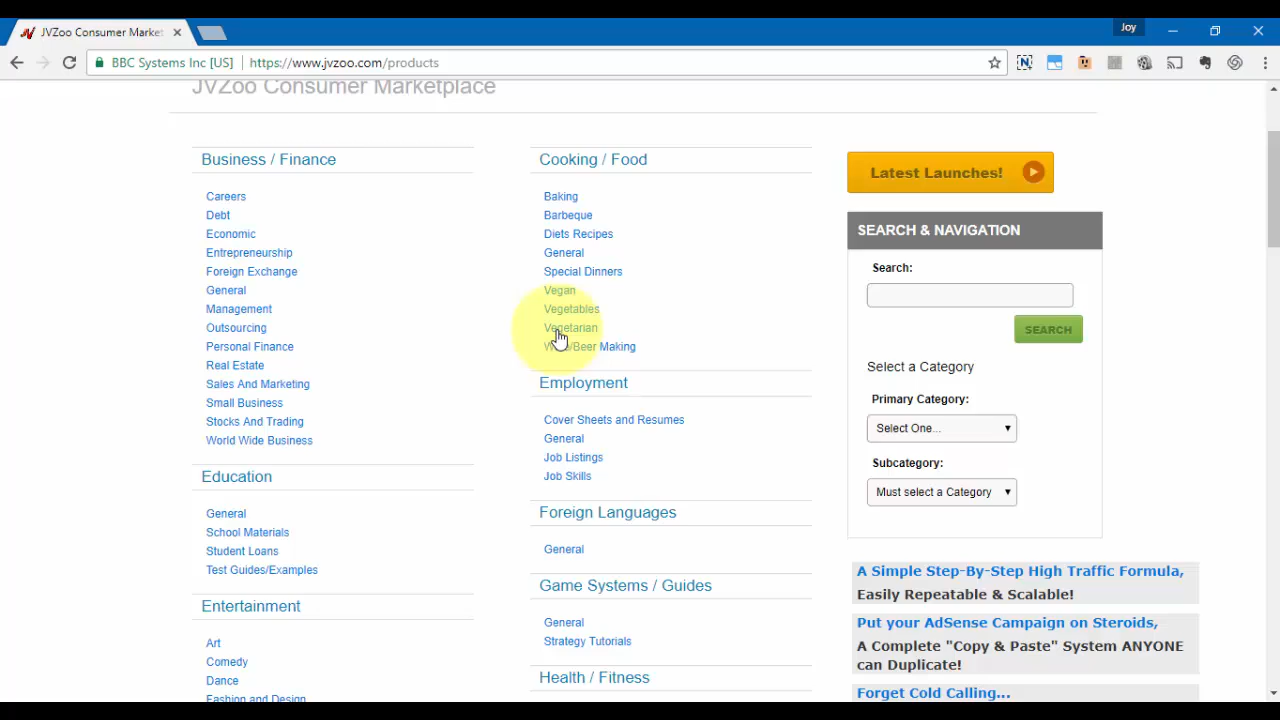 JVZoo Consumer Market
Joy
BBC Systems Inc [US]
https://www.jvzoo.com/products
JVZoo Consumer Marketplace
Business / Finance
Careers
Debt
Economic
Entrepreneurship
Foreign Exchange
General
Management
Outsourcing
Personal Finance
Real Estate
Sales And Marketing
Small Business
Stocks And Trading
World Wide Business
Education
General
School Materials
Student Loans
Test Guides/Examples
Entertainment
Art
Comedy
Dance
Fashion and Design
Cooking / Food
Baking
Barbeque
Diets Recipes
General
Special Dinners
Vegan
Vegetables
Vegetarian
Wine/Beer Making
Employment
Cover Sheets and Resumes
General
Job Listings
Job Skills
Foreign Languages
General
Game Systems / Guides
General
Strategy Tutorials
Health / Fitness
Latest Launches!
SEARCH & NAVIGATION
Search:
SEARCH
Select a Category
Primary Category:
Select One...
Subcategory:
Must select a Category
A Simple Step-By-Step High Traffic Formula,
Easily Repeatable & Scalable!
Put your AdSense Campaign on Steroids,
A Complete "Copy & Paste" System ANYONE
can Duplicate!
Forget Cold Calling...